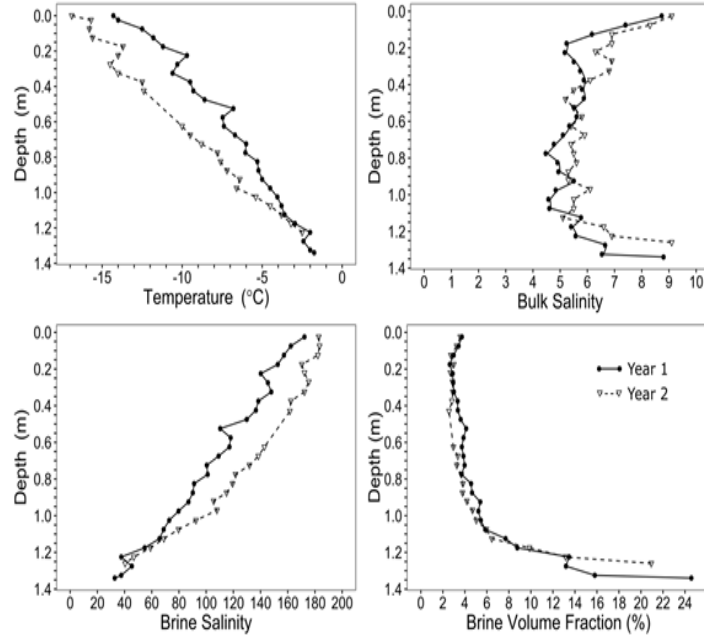 0.0
0.2
0.4
0.6
0.8
1.0
1.2
1.4
Depth (m)
-15 -10 -5 0
Temperature (°C)
0.0
0.2
0.4
0.6
0.8
1.0
1.2
1.4
Depth (m)
0 1 2 3 4 5 6 7 8 9 10
Bulk Salinity
0.0
0.2
0.4
0.6
0.8
1.0
1.2
1.4
Depth (m)
0 20 40 60 80 100 120 140 160 180 200
Brine Salinity
0.0
0.2
0.4
0.6
0.8
1.0
1.2
1.4
Depth (m)
Year 1
Year 2
0 2 4 6 8 10 12 14 16 18 20 22 24
Brine Volume Fraction (%)